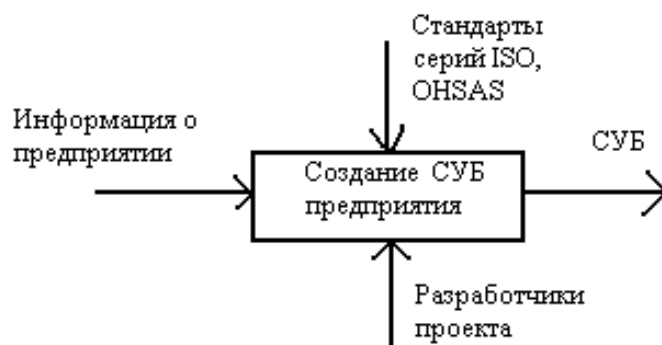 Стандарты
серий ISO,
OHSAS
Информация о
предприятии
СУБ
Создание СУБ
предприятия
Разработчики
проекта